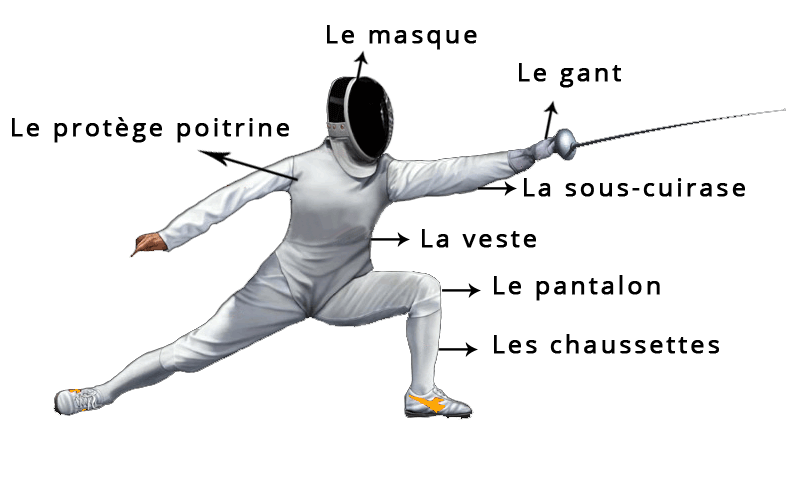 Le masque
Le gant
Le protège poitrine
La sous-cuirase
La veste
Le pantalon
Les chaussettes